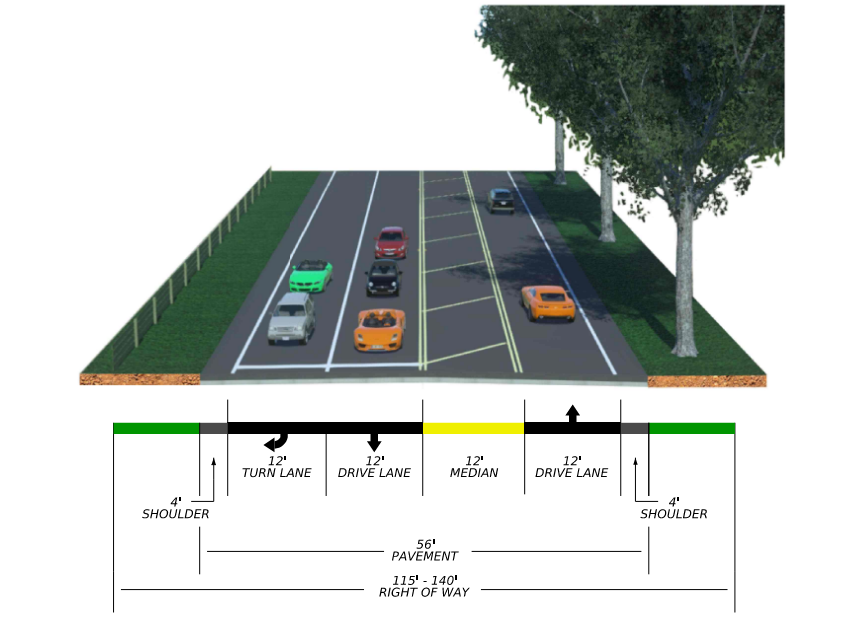 12' 12' 12' 12'
TURN LANE DRIVE LANE MEDIAN DRIVE LANE
4' 4'
SHOULDER SHOULDER
56'
PAVEMENT
115' - 140'
RIGHT OF WAY